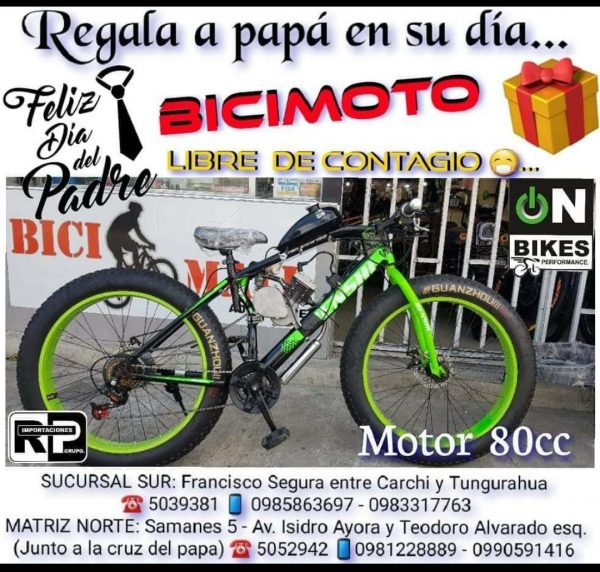 Regala a papá en su día...
Feliz
Día
del
Padre
BICIMOTO
LIBRE DE CONTAGIO 😷...
BICI
ON
BIKES
PERFORMANCE.
GUANZHOU
///GUANZHOU///
IMPORTACIONES
RP
GRUPO.
Motor 80cc
SUCURSAL SUR: Francisco Segura entre Carchi y Tungurahua
☎ 5039381 📱 0985863697 - 0983317763
MATRIZ NORTE: Samanes 5 - Av. Isidro Ayora y Teodoro Alvarado esq.
(Junto a la cruz del papa) ☎ 5052942 📱0981228889 - 0990591416